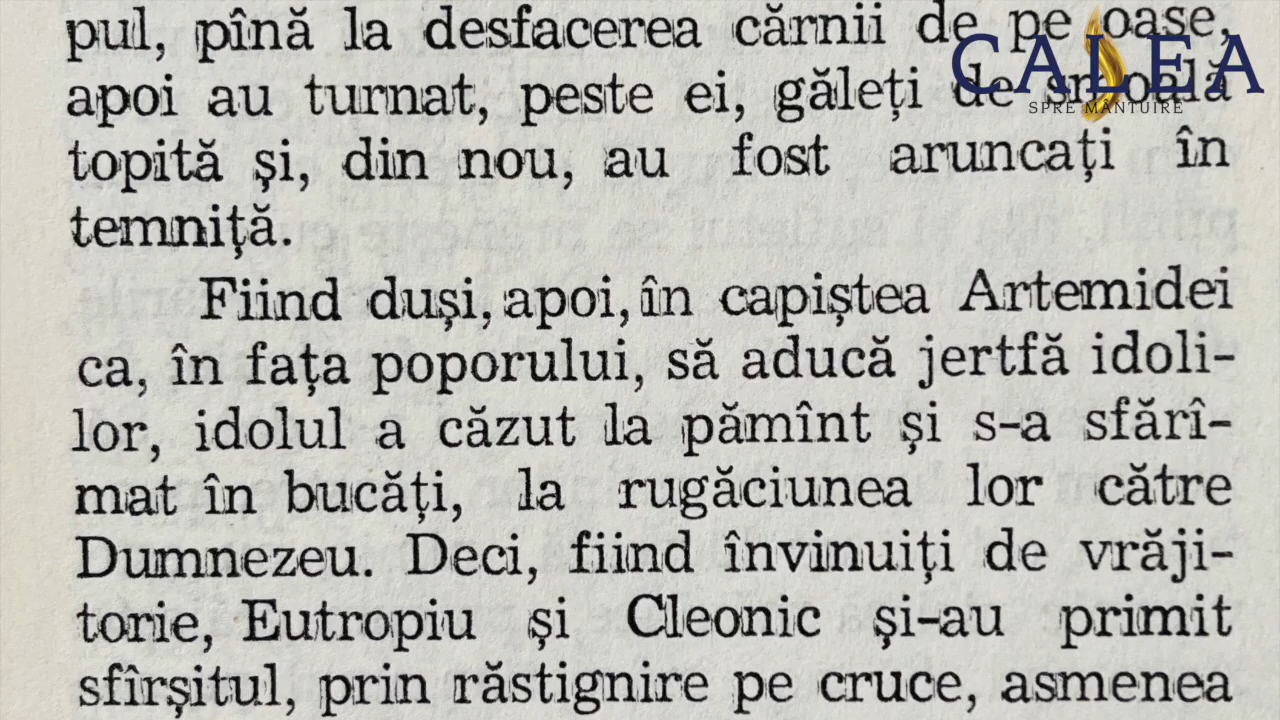 pul, pînă la desfacerea cărnii de pe oase,
apoi au turnat, peste ei, găleți de smoală
topită și, din nou, au fost aruncați în
temniță.
Fiind duși, apoi, în capiștea Artemidei
ca, în fața poporului, să aducă jertfă idoli-
lor, idolul a căzut la pămînt și s-a sfărî-
mat în bucăți, la rugăciunea lor către
Dumnezeu. Deci, fiind învinuiți de vrăji-
torie, Eutropiu și Cleonic și-au primit
sfîrșitul, prin răstignire pe cruce, asmenea
CALEA
SPRE MÂNTUIRE